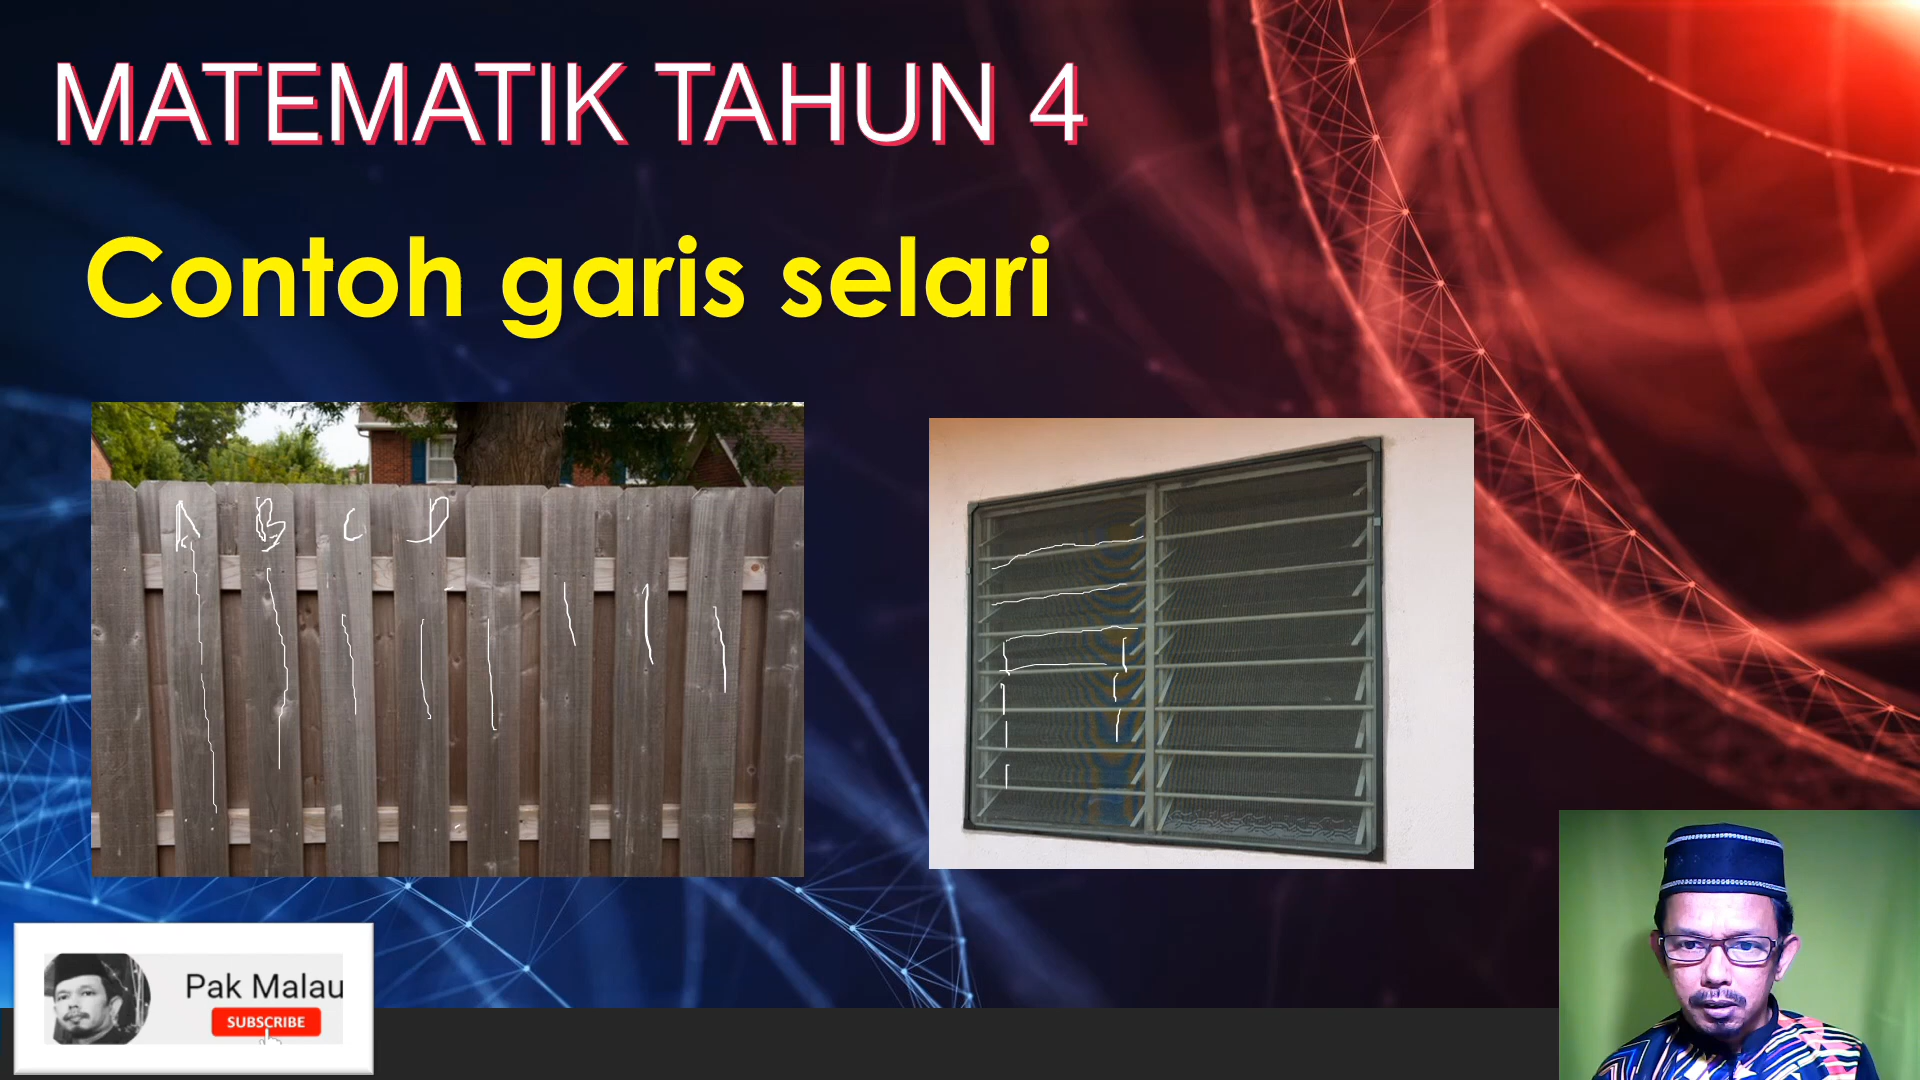 MATEMATIK TAHUN 4
Contoh garis selari
A B C D
Pak Malau
SUBSCRIBE